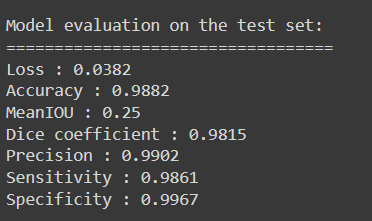 Model evaluation on the test set:
==================================
Loss : 0.0382
Accuracy : 0.9882
MeanIOU : 0.25
Dice coefficient : 0.9815
Precision : 0.9902
Sensitivity : 0.9861
Specificity : 0.9967